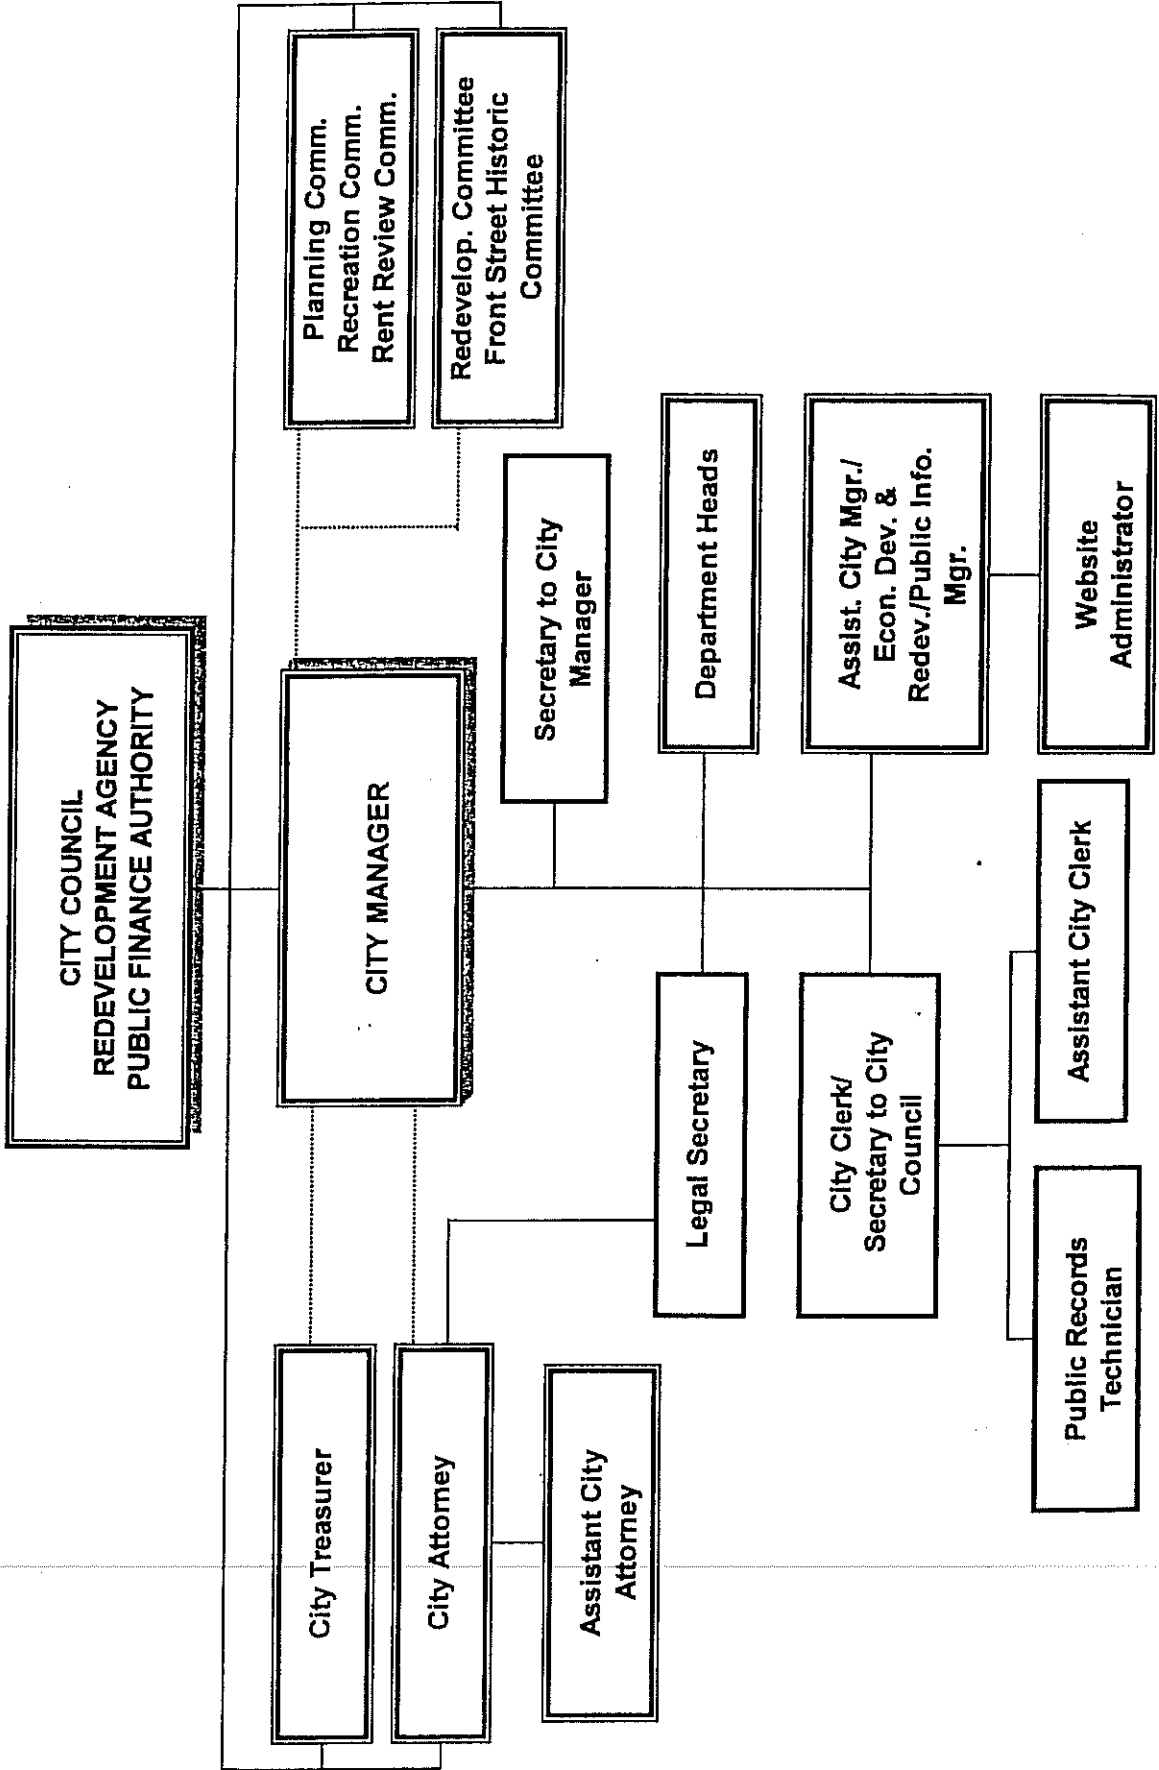 CITY COUNCIL
REDEVELOPMENT AGENCY
PUBLIC FINANCE AUTHORITY
CITY MANAGER
City Treasurer
City Attorney
Assistant City
Attorney
Planning Comm.
Recreation Comm.
Rent Review Comm.
Redevelop. Committee
Front Street Historic
Committee
Secretary to City
Manager
Legal Secretary
Department Heads
City Clerk/
Secretary to City
Council
Assist. City Mgr./
Econ. Dev. &
Redev./Public Info.
Mgr.
Public Records
Technician
Assistant City Clerk
Website
Administrator